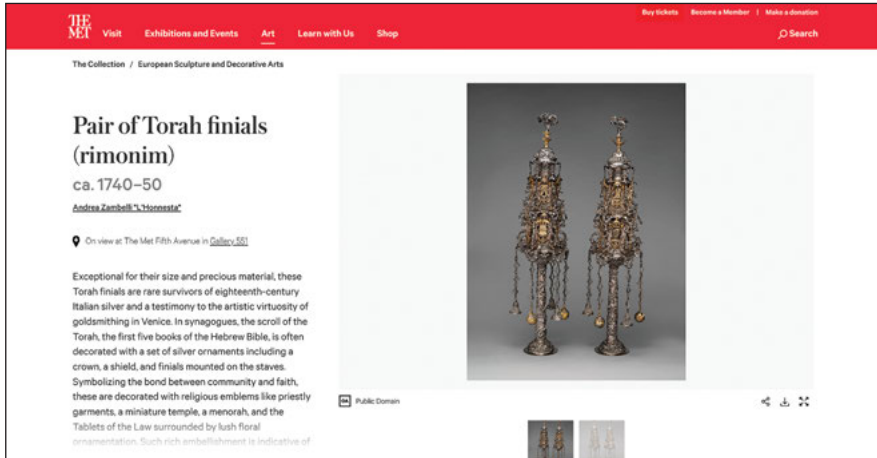 Buy tickets Become a Member | Make a donation
THE MET Visit Exhibitions and Events Art Learn with Us Shop Search
The Collection / European Sculpture and Decorative Arts
Pair of Torah finials
(rimonim)
ca. 1740–50
Andrea Zambelli "L'Honnesta"
On view at The Met Fifth Avenue in Gallery 551
Exceptional for their size and precious material, these
Torah finials are rare survivors of eighteenth-century
Italian silver and a testimony to the artistic virtuosity of
goldsmithing in Venice. In synagogues, the scroll of the
Torah, the first five books of the Hebrew Bible, is often
decorated with a set of silver ornaments including a
crown, a shield, and finials mounted on the staves.
Symbolizing the bond between community and faith,
these are decorated with religious emblems like priestly
garments, a miniature temple, a menorah, and the
Tablets of the Law surrounded by lush floral
ornamentation. Such rich embellishment is indicative of
OA Public Domain